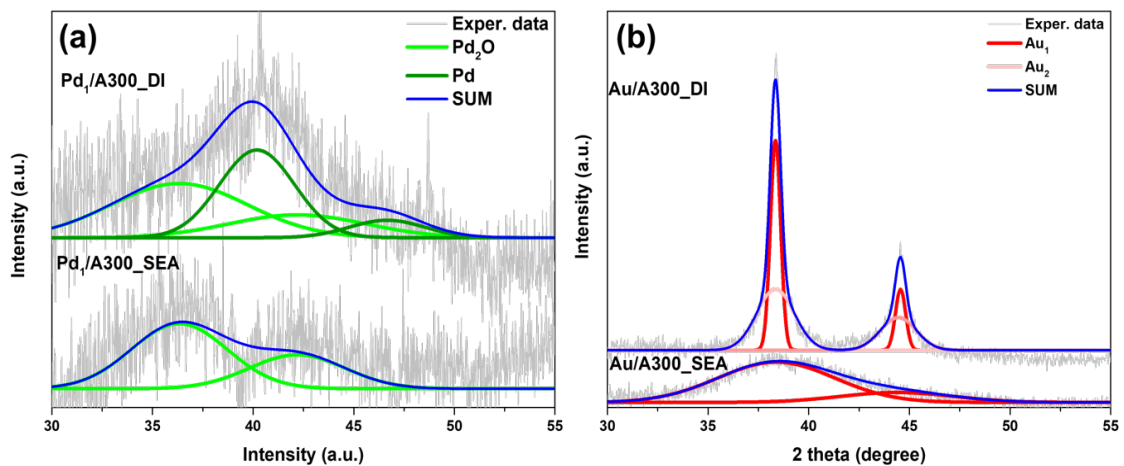 (a)
Exper. data
Pd₂O
Pd
SUM
Pd₁/A300_DI
Pd₁/A300_SEA
Intensity (a.u.)
30 35 40 45 50 55
Intensity (a.u.)
(b)
Exper. data
Au₁
Au₂
SUM
Au/A300_DI
Au/A300_SEA
Intensity (a.u.)
30 35 40 45 50 55
2 theta (degree)